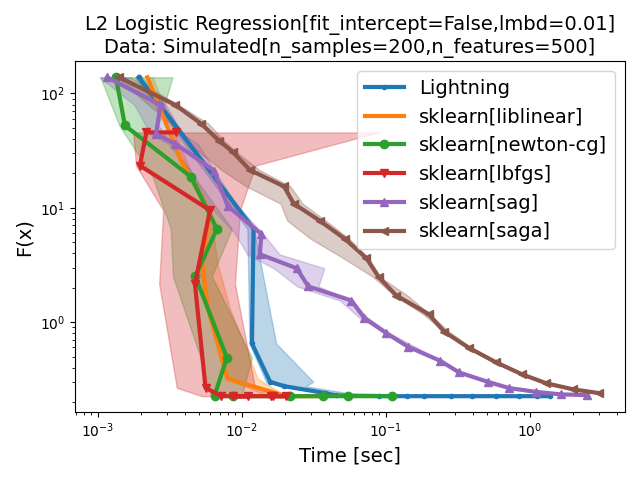 L2 Logistic Regression[fit_intercept=False,lmbd=0.01]
Data: Simulated[n_samples=200,n_features=500]
Lightning
sklearn[liblinear]
sklearn[newton-cg]
sklearn[lbfgs]
sklearn[sag]
sklearn[saga]
F(x)
10²
10¹
10⁰
10⁻³
10⁻²
10⁻¹
10⁰
Time [sec]